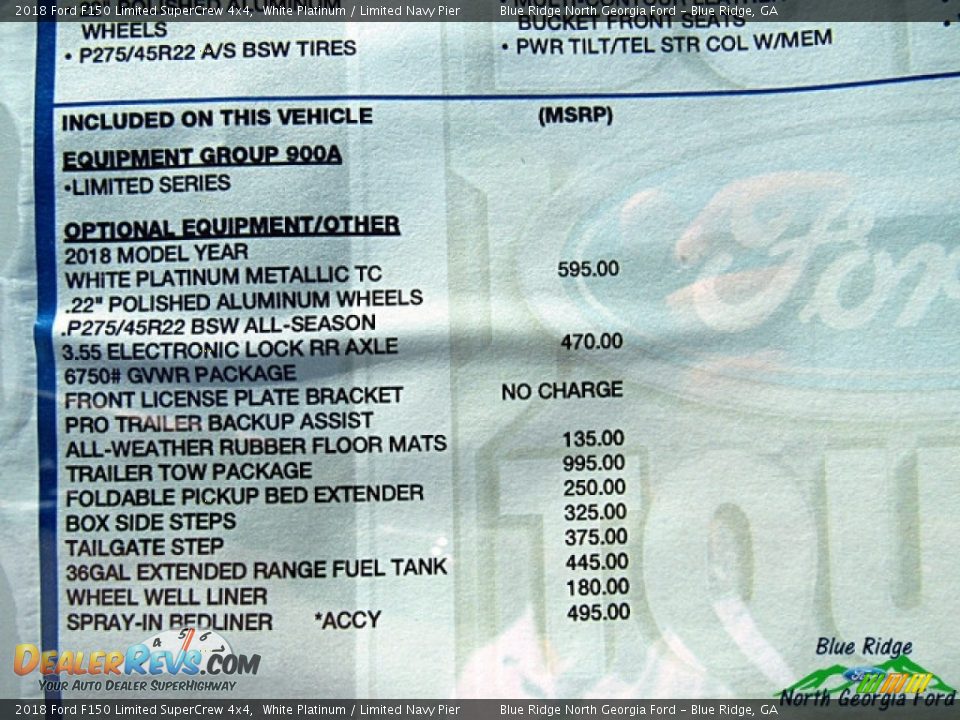 2018 Ford F150 Limited SuperCrew 4x4,  White Platinum / Limited Navy Pier          Blue Ridge North Georgia Ford - Blue Ridge, GA
WHEELS
BUCKET FRONT SEATS
• P275/45R22 A/S BSW TIRES
• PWR TILT/TEL STR COL W/MEM
INCLUDED ON THIS VEHICLE (MSRP)
EQUIPMENT GROUP 900A
•LIMITED SERIES
OPTIONAL EQUIPMENT/OTHER
2018 MODEL YEAR
WHITE PLATINUM METALLIC TC 595.00
.22" POLISHED ALUMINUM WHEELS
.P275/45R22 BSW ALL-SEASON
3.55 ELECTRONIC LOCK RR AXLE 470.00
6750# GVWR PACKAGE
FRONT LICENSE PLATE BRACKET NO CHARGE
PRO TRAILER BACKUP ASSIST
ALL-WEATHER RUBBER FLOOR MATS 135.00
TRAILER TOW PACKAGE 995.00
FOLDABLE PICKUP BED EXTENDER 250.00
BOX SIDE STEPS 325.00
TAILGATE STEP 375.00
36GAL EXTENDED RANGE FUEL TANK 445.00
WHEEL WELL LINER 180.00
SPRAY-IN BEDLINER *ACCY 495.00
Ford
4 5 6
DEALERREVS.COM
YOUR AUTO DEALER SUPERHIGHWAY
Blue Ridge
North Georgia Ford
2018 Ford F150 Limited SuperCrew 4x4,  White Platinum / Limited Navy Pier          Blue Ridge North Georgia Ford - Blue Ridge, GA